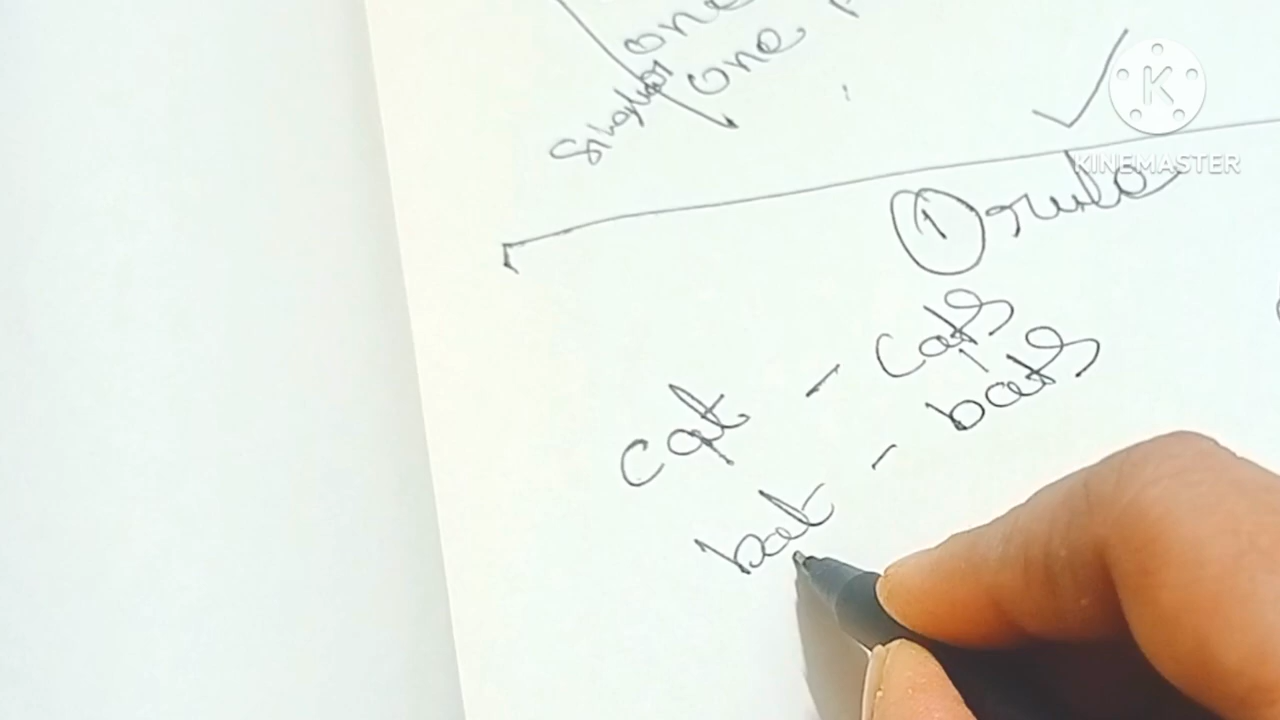 one
one
Singular
KINEMASTER
① rule
cat - cats
bat - bats